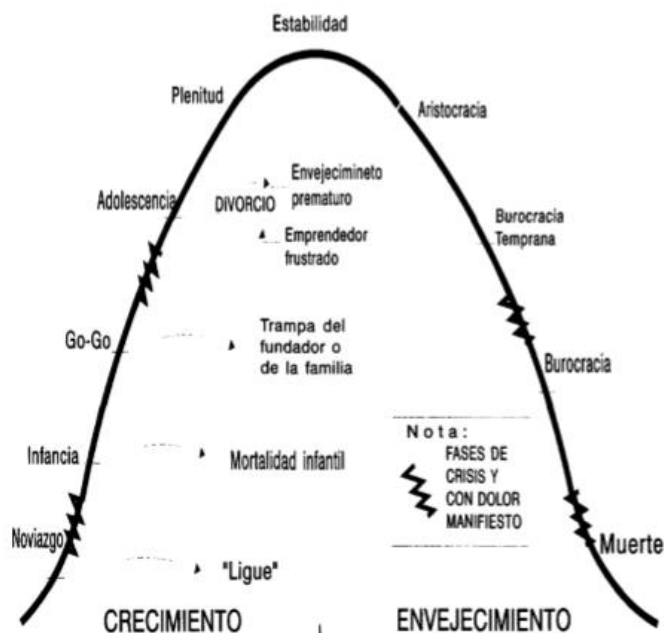 Estabilidad
Plenitud
Aristocracia
Envejecimineto
prematuro
Adolescencia
DIVORCIO
Emprendedor
frustrado
Burocracia
Temprana
Go-Go
Trampa del
fundador o
de la familia
Burocracia
Infancia
Mortalidad infantil
Nota:
FASES DE
CRISIS Y
CON DOLOR
MANIFIESTO
Noviazgo
Muerte
"Ligue"
CRECIMIENTO
ENVEJECIMIENTO